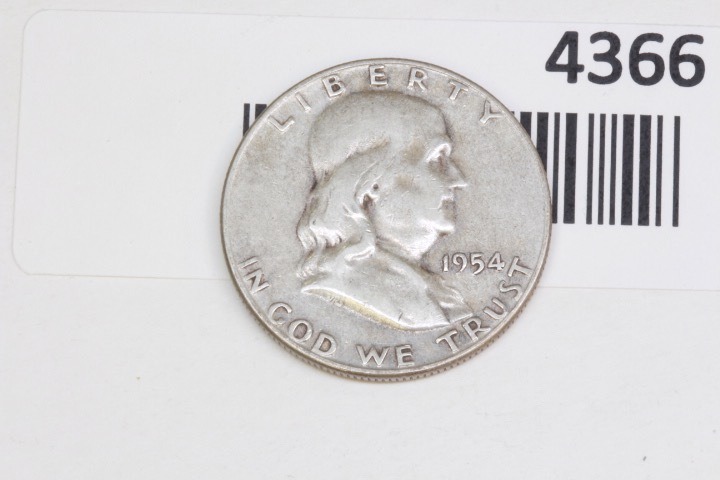 4366
LIBERTY
1954
IN GOD WE TRUST